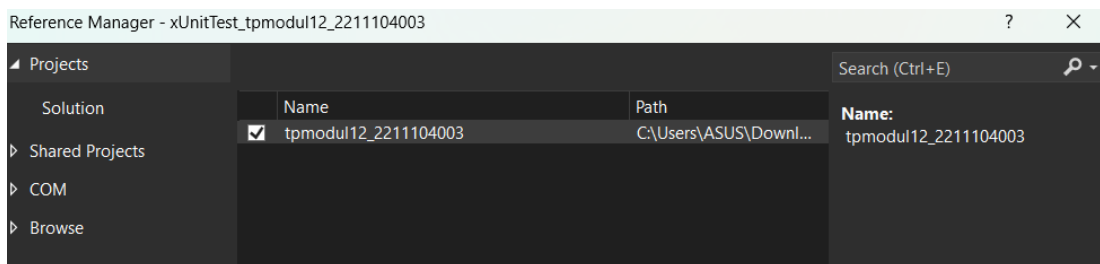 Reference Manager - xUnitTest_tpmodul12_2211104003 ? ×
Projects
Search (Ctrl+E)
Solution
Name Path
Name:
tpmodul12_2211104003 C:\Users\ASUS\Downl...
tpmodul12_2211104003
Shared Projects
COM
Browse